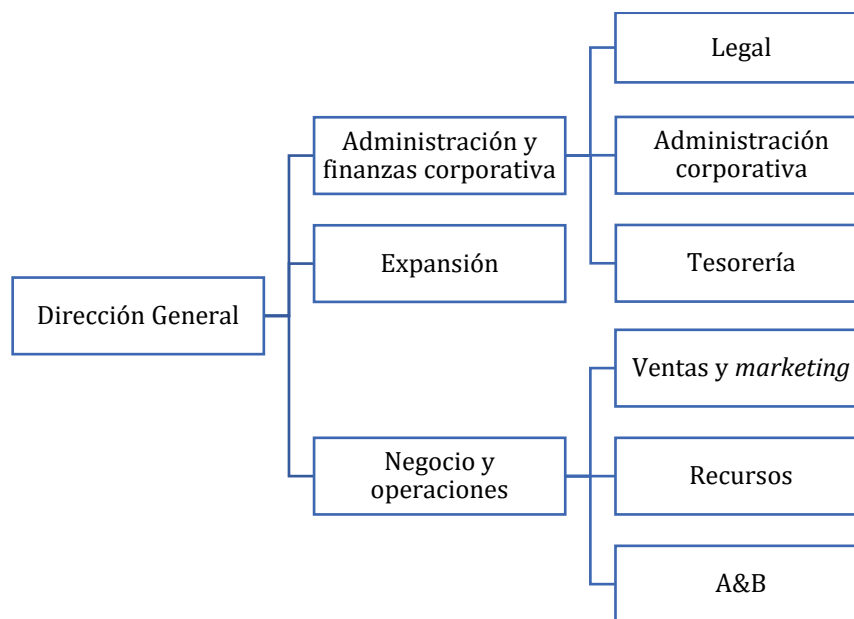 Legal
Administración y
finanzas corporativa
Administración
corporativa
Expansión
Tesorería
Dirección General
Ventas y marketing
Negocio y
operaciones
Recursos
A&B